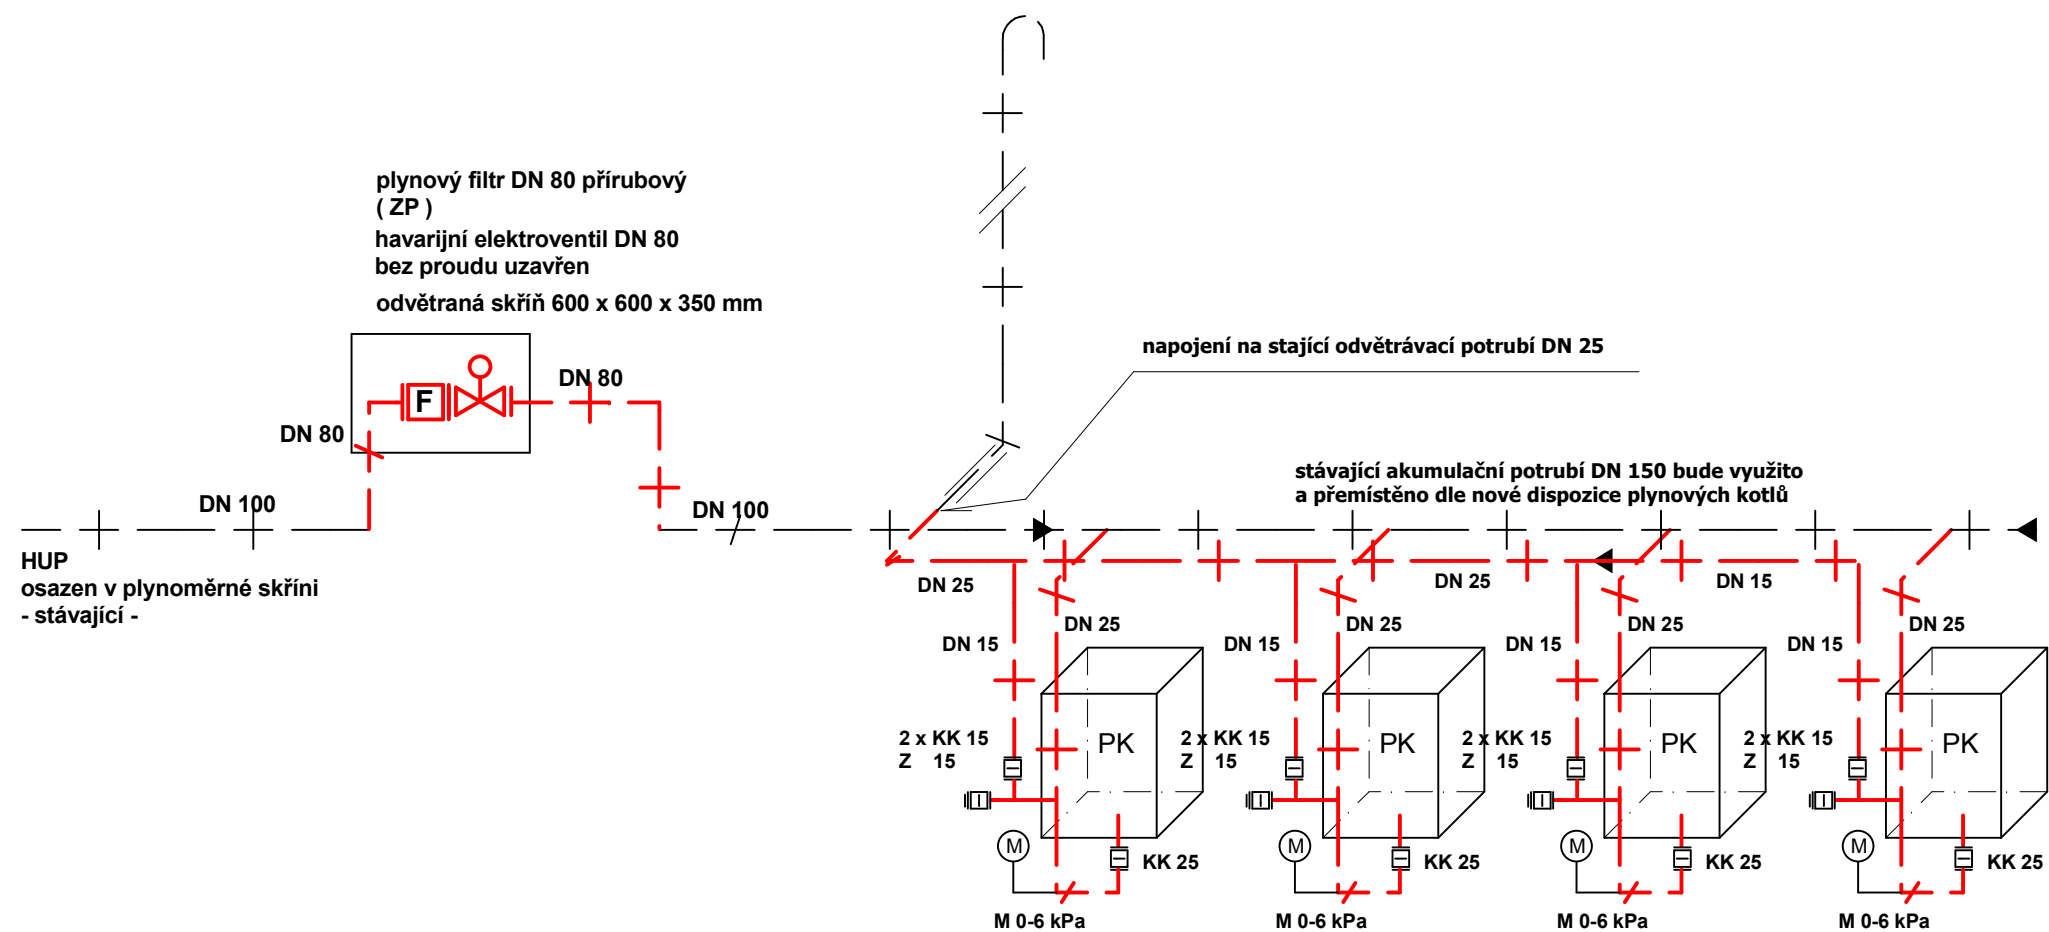 plynový filtr DN 80 přírubový
( ZP )
havarijní elektroventil DN 80
bez proudu uzavřen
odvětraná skříň 600 x 600 x 350 mm
napojení na stající odvětrávací potrubí DN 25
DN 80
F
DN 80
stávající akumulační potrubí DN 150 bude využito
a přemístěno dle nové dispozice plynových kotlů
DN 100
DN 100
HUP
osazen v plynoměrné skříni
- stávající -
DN 25
DN 25
DN 15
DN 25
DN 25
DN 25
DN 25
DN 15
DN 15
DN 15
DN 15
2 x KK 15
Z 15
PK
2 x KK 15
Z 15
PK
2 x KK 15
Z 15
PK
2 x KK 15
Z 15
PK
M
KK 25
M
KK 25
M
KK 25
M
KK 25
M 0-6 kPa
M 0-6 kPa
M 0-6 kPa
M 0-6 kPa